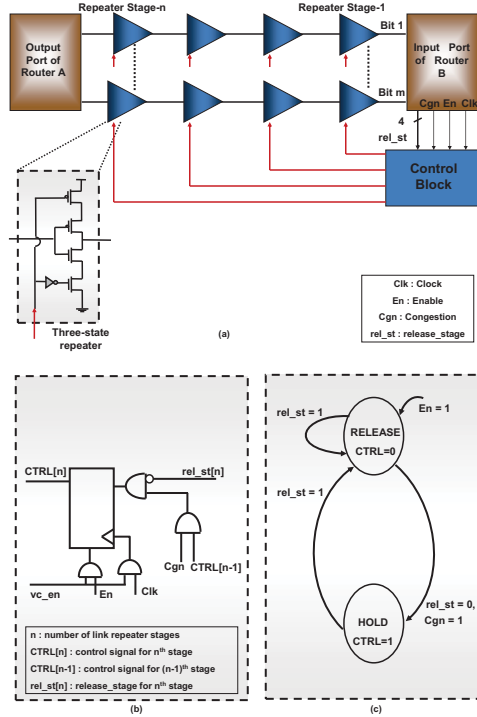 Repeater Stage-n
Repeater Stage-1
Output
Port of
Router A
Bit 1
Input Port
of Router
B
Bit m
Cgn En Clk
4
rel_st
Control
Block
Three-state
repeater
(a)
Clk : Clock
En : Enable
Cgn : Congestion
rel_st : release_stage
CTRL[n]
rel_st[n]
Cgn
CTRL[n-1]
vc_en
En
Clk
n : number of link repeater stages
CTRL[n] : control signal for nth stage
CTRL[n-1] : control signal for (n-1)th stage
rel_st[n] : release_stage for nth stage
(b)
rel_st = 1
En = 1
RELEASE
CTRL=0
rel_st = 1
rel_st = 0,
Cgn = 1
HOLD
CTRL=1
(c)